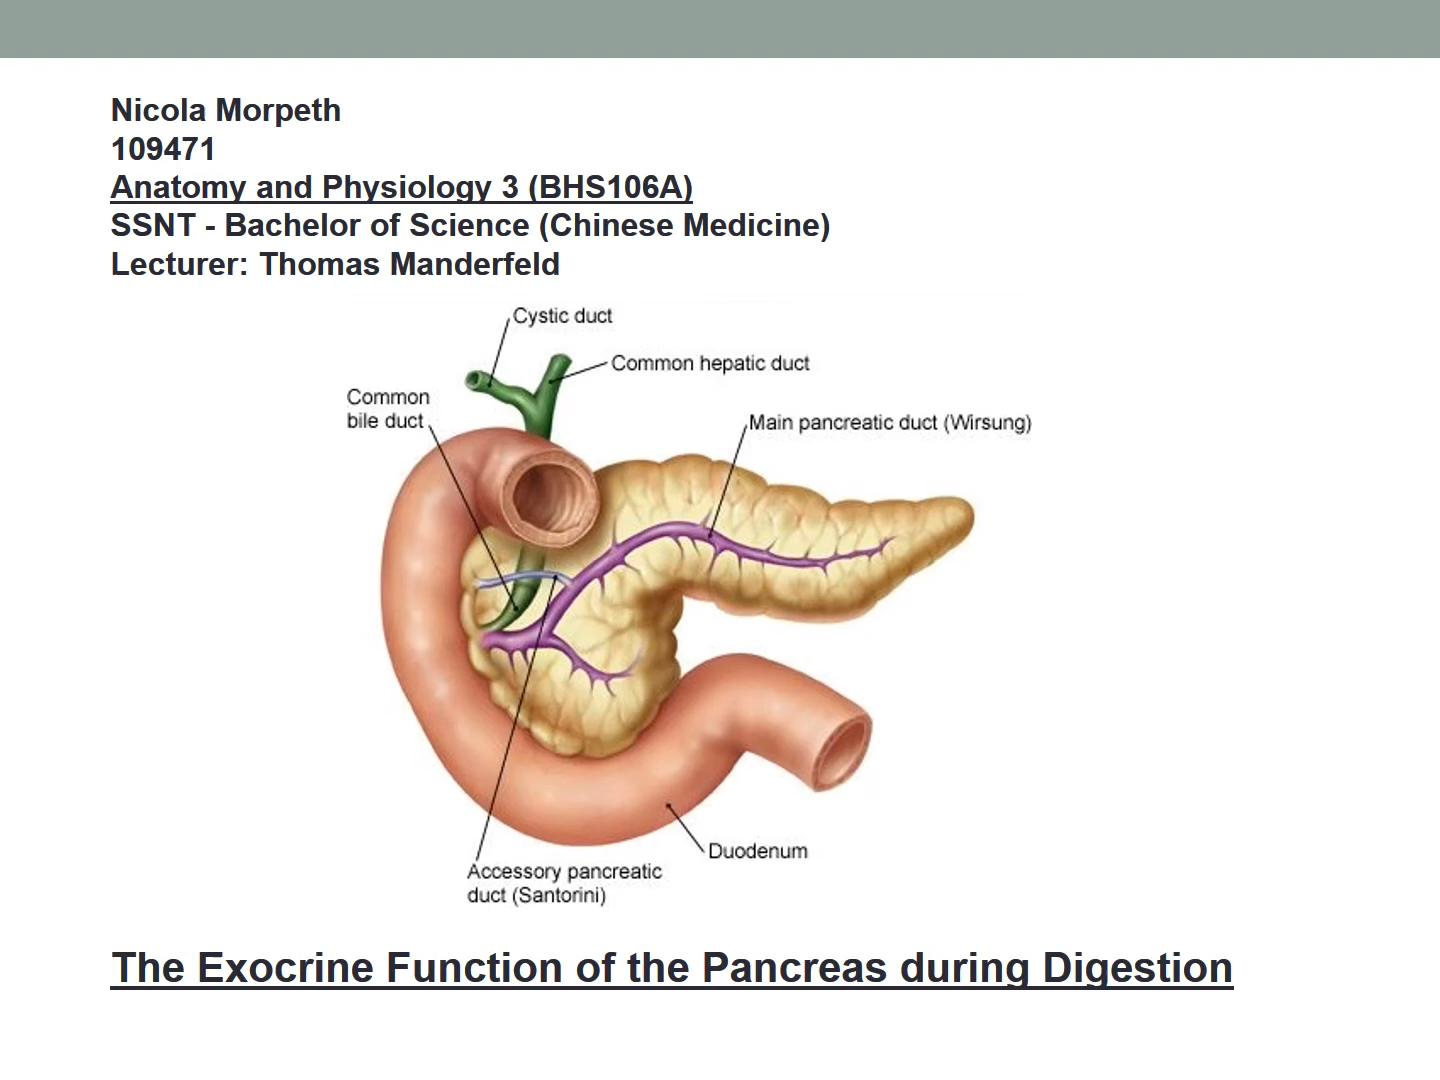 Nicola Morpeth
109471
Anatomy and Physiology 3 (BHS106A)
SSNT - Bachelor of Science (Chinese Medicine)
Lecturer: Thomas Manderfeld
Cystic duct
Common hepatic duct
Common
bile duct
Main pancreatic duct (Wirsung)
Duodenum
Accessory pancreatic
duct (Santorini)
The Exocrine Function of the Pancreas during Digestion